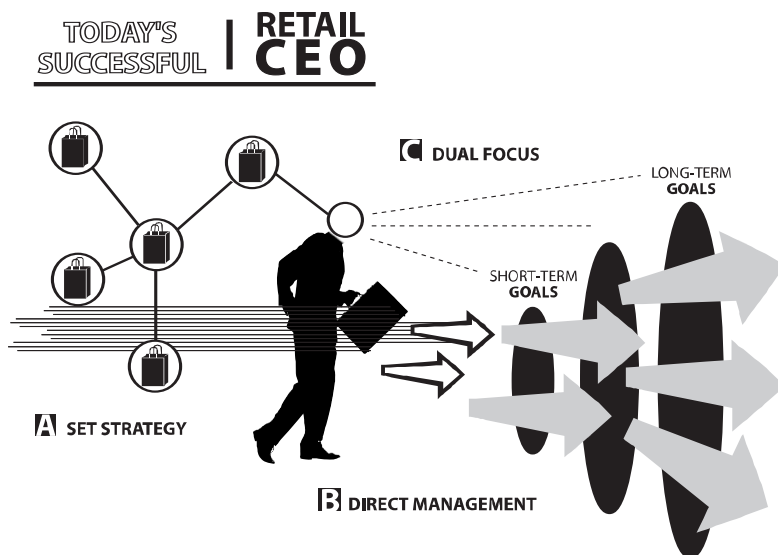 TODAY'S
SUCCESSFUL
RETAIL
CEO
C DUAL FOCUS
LONG-TERM
GOALS
SHORT-TERM
GOALS
A SET STRATEGY
B DIRECT MANAGEMENT